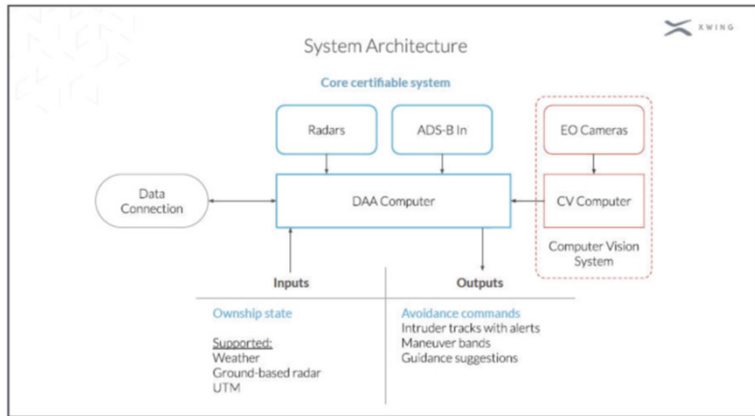 XWING
System Architecture
Core certifiable system
Radars
ADS-B In
EO Cameras
Data
Connection
DAA Computer
CV Computer
Computer Vision
System
Inputs
Outputs
Ownship state
Supported:
Weather
Ground-based radar
UTM
Avoidance commands
Intruder tracks with alerts
Maneuver bands
Guidance suggestions